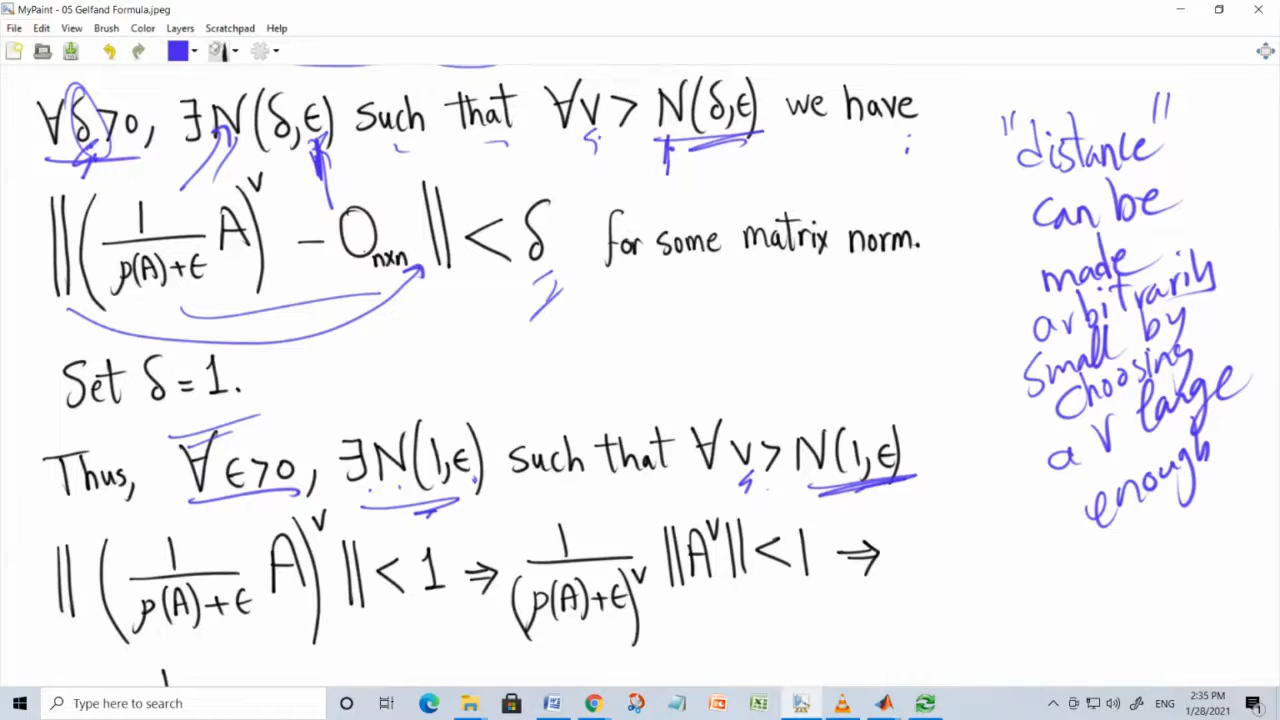 MyPaint - 05 Gelfand Formula.jpeg
File Edit View Brush Color Layers Scratchpad Help
∀δ>0, ∃N(δ,ϵ) such that ∀v > N(δ,ϵ) we have
‖(1/(ρ(A)+ϵ) A)^v − O_{n×n}‖ < δ for some matrix norm.
Set δ = 1.
Thus, ∀ϵ>0, ∃N(1,ϵ) such that ∀v > N(1,ϵ)
‖(1/(ρ(A)+ϵ) A)^v‖ < 1 ⇒ 1/(ρ(A)+ϵ)^v ‖A^v‖ < 1 ⇒
"distance"
can be
made
arbitrarily
small by
choosing
a v large
enough
Type here to search
2:35 PM
1/28/2021
1